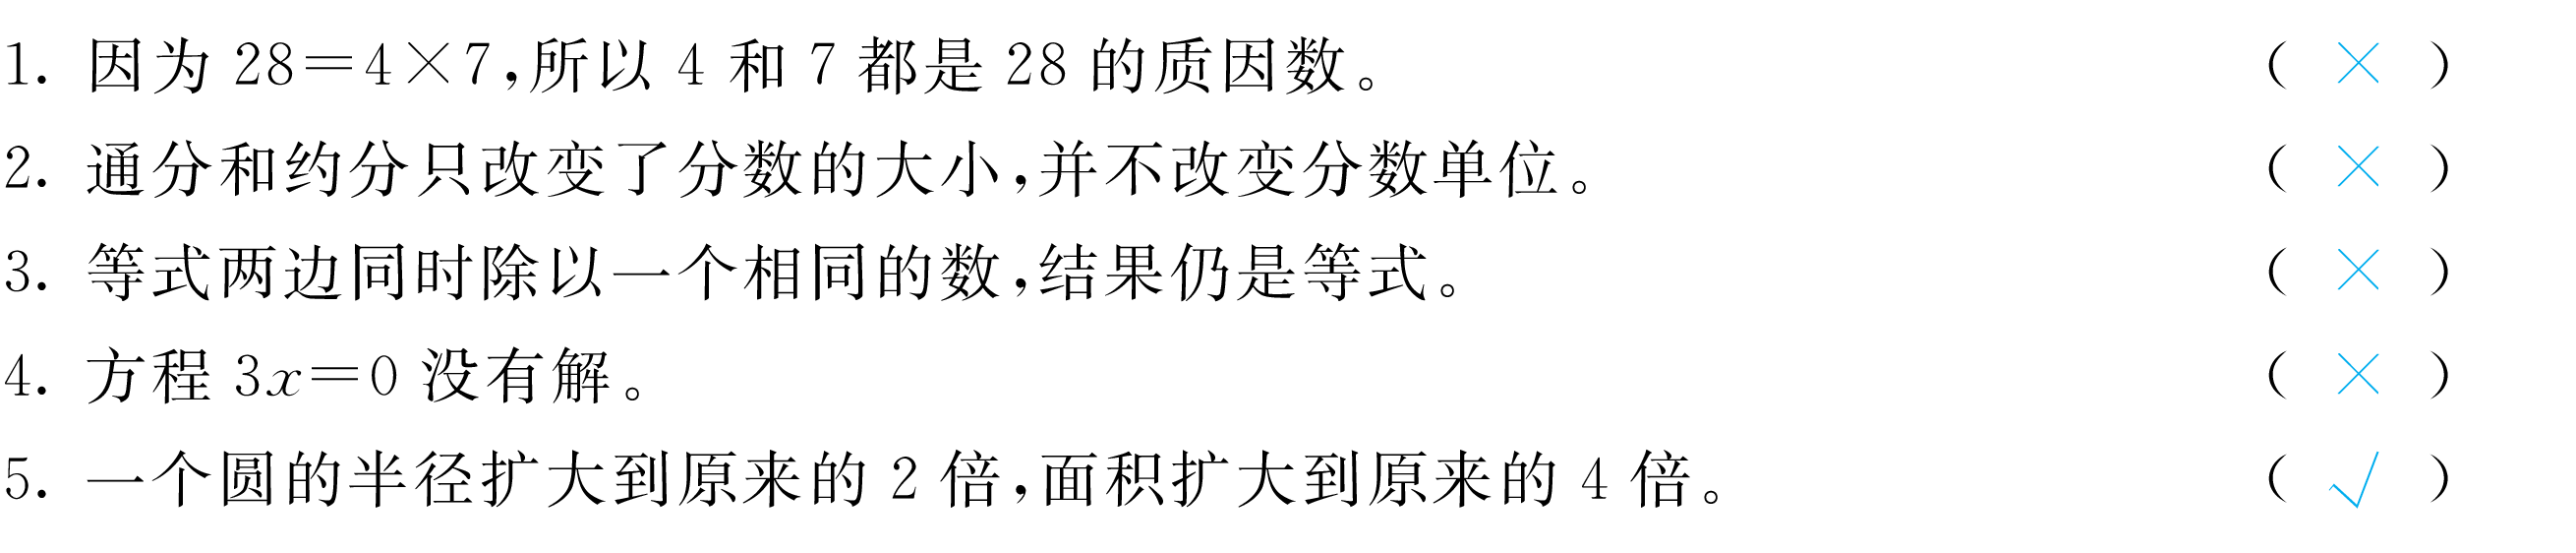 1. 因为 28=4×7,所以 4 和 7 都是 28 的质因数。 ( × )
2. 通分和约分只改变了分数的大小,并不改变分数单位。 ( × )
3. 等式两边同时除以一个相同的数,结果仍是等式。 ( × )
4. 方程 3x=0 没有解。 ( × )
5. 一个圆的半径扩大到原来的 2 倍,面积扩大到原来的 4 倍。 ( √ )